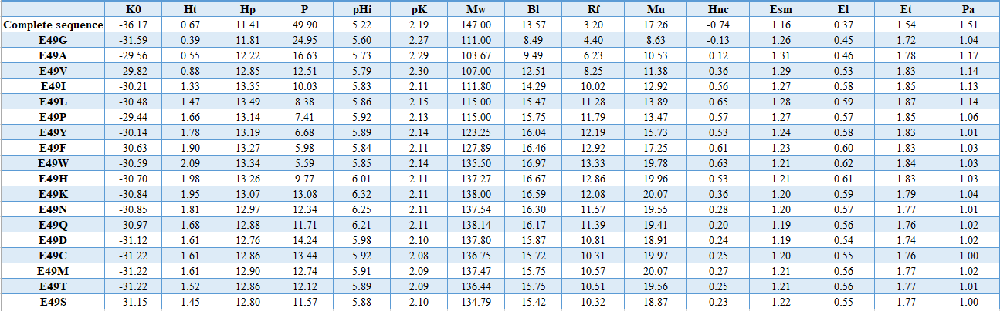 K0 Ht Hp P pHi pK Mw Bl Rf Mu Hnc Esm El Et Pa
Complete sequence -36.17 0.67 11.41 49.90 5.22 2.19 147.00 13.57 3.20 17.26 -0.74 1.16 0.37 1.54 1.51
E49G -31.59 0.39 11.81 24.95 5.60 2.27 111.00 8.49 4.40 8.63 -0.13 1.26 0.45 1.72 1.04
E49A -29.56 0.55 12.22 16.63 5.73 2.29 103.67 9.49 6.23 10.53 0.12 1.31 0.46 1.78 1.17
E49V -29.82 0.88 12.85 12.51 5.79 2.30 107.00 12.51 8.25 11.38 0.36 1.29 0.53 1.83 1.14
E49I -30.21 1.33 13.35 10.03 5.83 2.11 111.80 14.29 10.02 12.92 0.56 1.27 0.58 1.85 1.13
E49L -30.48 1.47 13.49 8.38 5.86 2.15 115.00 15.47 11.28 13.89 0.65 1.28 0.59 1.87 1.14
E49P -29.44 1.66 13.14 7.41 5.92 2.13 115.00 15.75 11.79 13.47 0.57 1.27 0.57 1.85 1.06
E49Y -30.14 1.78 13.19 6.68 5.89 2.14 123.25 16.04 12.19 15.73 0.53 1.24 0.58 1.83 1.01
E49F -30.63 1.90 13.27 5.98 5.84 2.11 127.89 16.46 12.92 17.25 0.61 1.23 0.60 1.83 1.03
E49W -30.59 2.09 13.34 5.59 5.85 2.14 135.50 16.97 13.33 19.78 0.63 1.21 0.62 1.84 1.03
E49H -30.70 1.98 13.26 9.77 6.01 2.11 137.27 16.67 12.86 19.96 0.53 1.21 0.61 1.83 1.03
E49K -30.84 1.95 13.07 13.08 6.32 2.11 138.00 16.59 12.08 20.07 0.36 1.20 0.59 1.79 1.04
E49N -30.85 1.81 12.97 12.34 6.25 2.11 137.54 16.30 11.57 19.55 0.28 1.20 0.57 1.77 1.01
E49Q -30.97 1.68 12.88 11.71 6.21 2.11 138.14 16.17 11.39 19.41 0.20 1.19 0.56 1.76 1.02
E49D -31.12 1.61 12.76 14.24 5.98 2.10 137.80 15.87 10.81 18.91 0.24 1.19 0.54 1.74 1.02
E49C -31.22 1.61 12.86 13.44 5.92 2.08 136.75 15.72 10.31 19.97 0.25 1.20 0.55 1.76 1.00
E49M -31.22 1.61 12.90 12.74 5.91 2.09 137.47 15.75 10.57 20.07 0.27 1.21 0.56 1.77 1.02
E49T -31.22 1.52 12.86 12.12 5.89 2.09 136.44 15.75 10.51 19.56 0.25 1.21 0.56 1.77 1.01
E49S -31.15 1.45 12.80 11.57 5.88 2.10 134.79 15.42 10.32 18.87 0.23 1.22 0.55 1.77 1.00